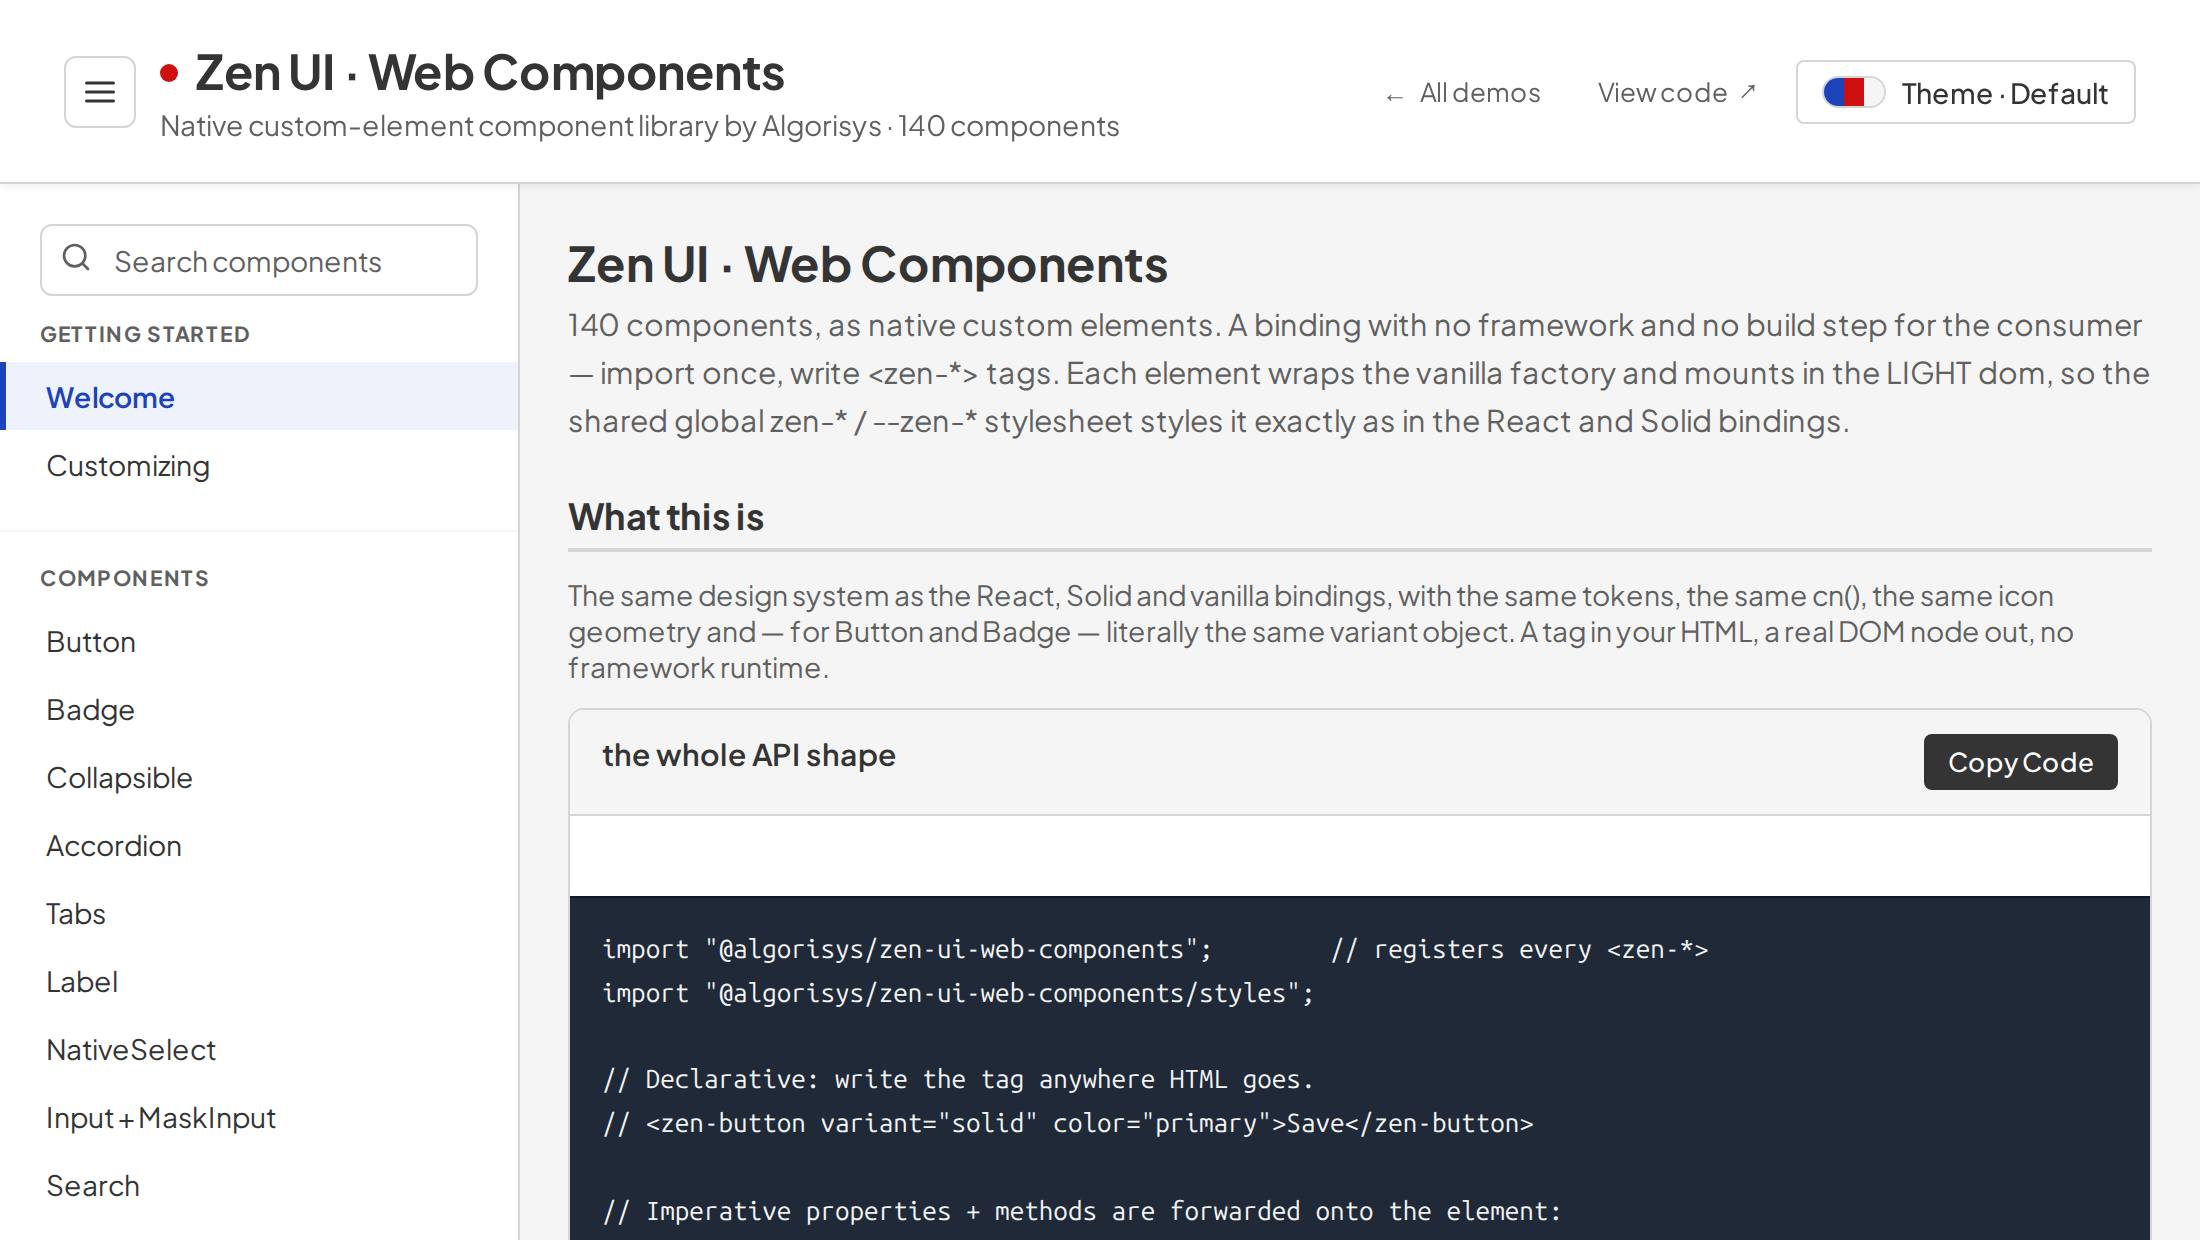 Zen UI · Web Components
Native custom-element component library by Algorisys · 140 components
← All demos
View code ↗
Theme · Default
Search components
GETTING STARTED
Welcome
Customizing
COMPONENTS
Button
Badge
Collapsible
Accordion
Tabs
Label
NativeSelect
Input + MaskInput
Search
Zen UI · Web Components
140 components, as native custom elements. A binding with no framework and no build step for the consumer
— import once, write <zen-*> tags. Each element wraps the vanilla factory and mounts in the LIGHT dom, so the
shared global zen-* / --zen-* stylesheet styles it exactly as in the React and Solid bindings.
What this is
The same design system as the React, Solid and vanilla bindings, with the same tokens, the same cn(), the same icon
geometry and — for Button and Badge — literally the same variant object. A tag in your HTML, a real DOM node out, no
framework runtime.
the whole API shape
Copy Code
import "@algorisys/zen-ui-web-components";        // registers every <zen-*>
import "@algorisys/zen-ui-web-components/styles";
// Declarative: write the tag anywhere HTML goes.
// <zen-button variant="solid" color="primary">Save</zen-button>
// Imperative properties + methods are forwarded onto the element: